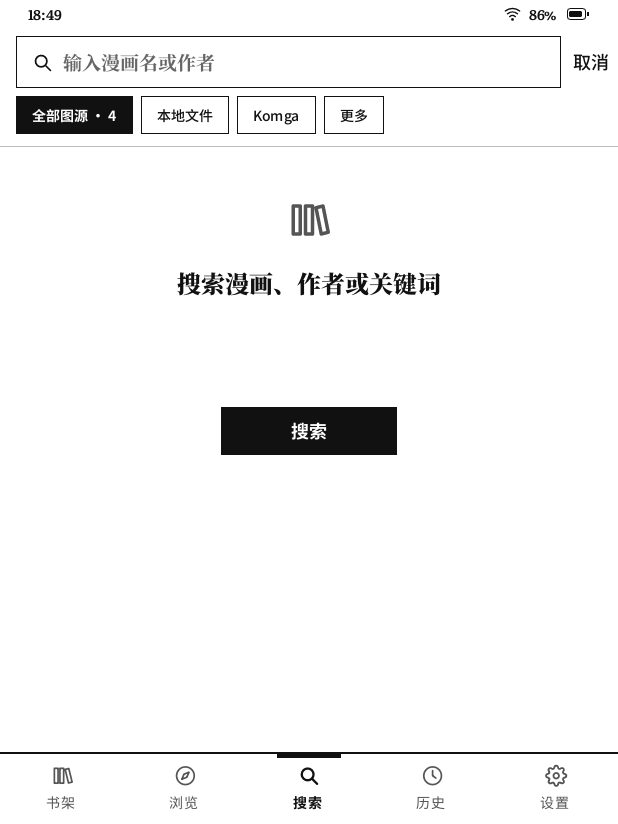 18:49 86%
输入漫画名或作者 取消
全部图源 · 4 本地文件 Komga 更多
搜索漫画、作者或关键词
搜索
书架 浏览 搜索 历史 设置